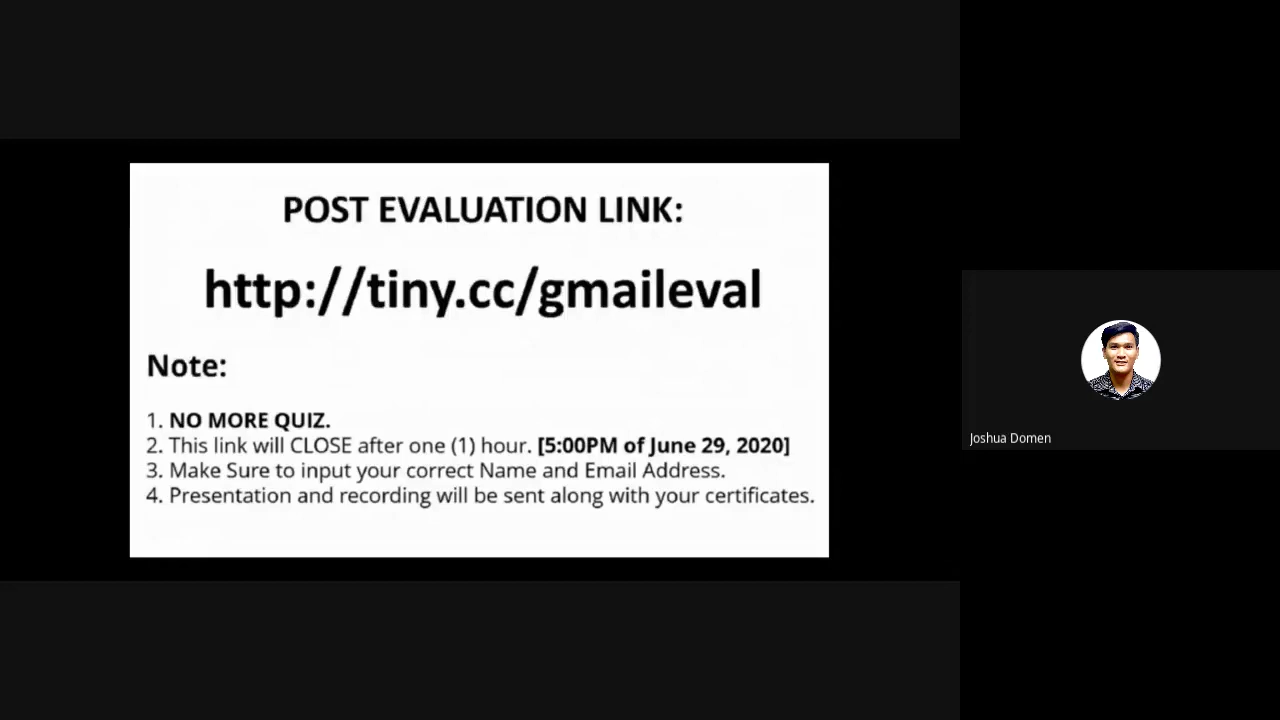 POST EVALUATION LINK:
http://tiny.cc/gmaileval
Note:
1. NO MORE QUIZ.
2. This link will CLOSE after one (1) hour. [5:00PM of June 29, 2020]
3. Make Sure to input your correct Name and Email Address.
4. Presentation and recording will be sent along with your certificates.
Joshua Domen